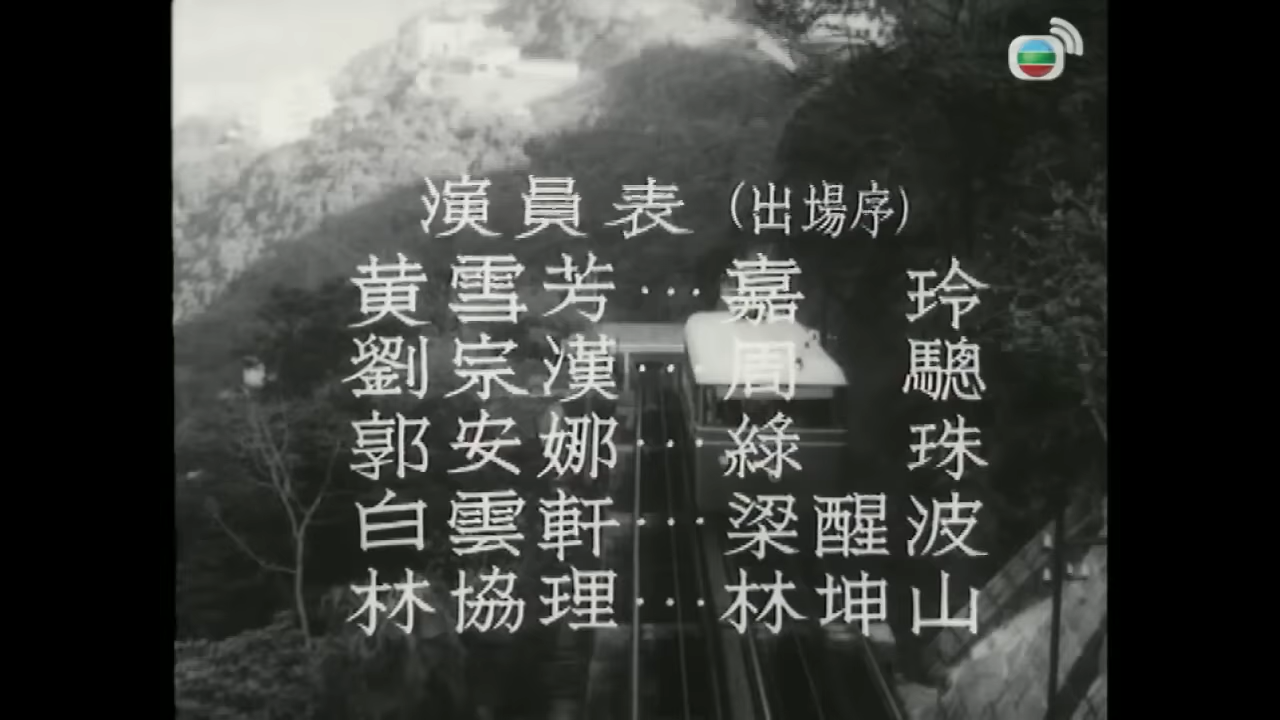 演員表(出場序)
黃雪芳…嘉玲
劉宗漢…周驄
郭安娜…綠珠
白雲軒…梁醒波
林協理…林坤山